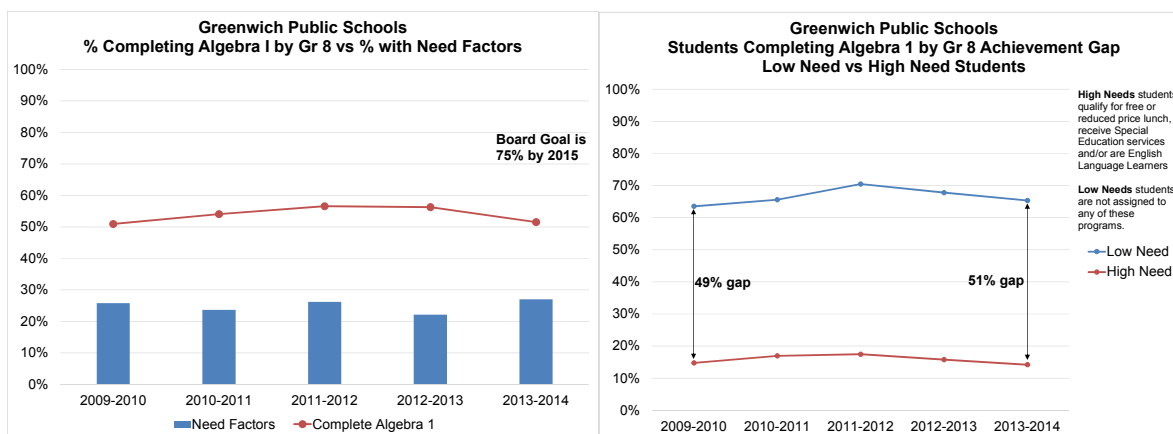 Greenwich Public Schools
% Completing Algebra I by Gr 8 vs % with Need Factors
100%
90%
80%
70%
60%
50%
40%
30%
20%
10%
0%
Board Goal is
75% by 2015
2009-2010 2010-2011 2011-2012 2012-2013 2013-2014
Need Factors Complete Algebra 1
Greenwich Public Schools
Students Completing Algebra 1 by Gr 8 Achievement Gap
Low Need vs High Need Students
100%
90%
80%
70%
60%
50%
40%
30%
20%
10%
0%
49% gap
51% gap
2009-2010 2010-2011 2011-2012 2012-2013 2013-2014
High Needs students
qualify for free or
reduced price lunch,
receive Special
Education services
and/or are English
Language Learners
Low Needs students
are not assigned to
any of these
programs.
Low Need
High Need